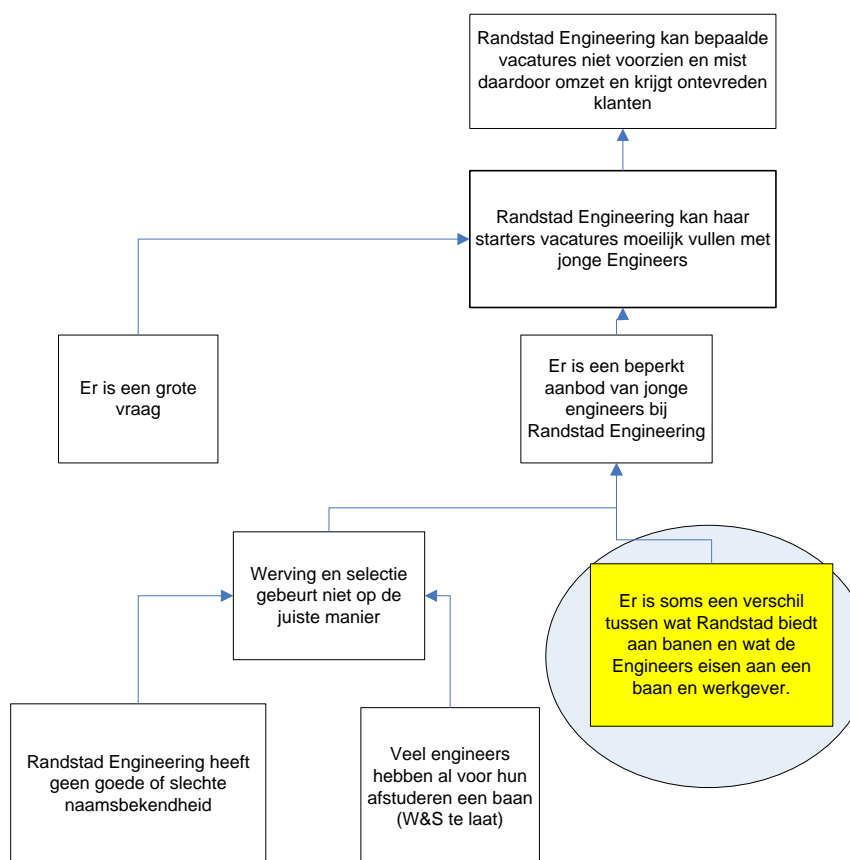 Randstad Engineering kan bepaalde
vacatures niet voorzien en mist
daardoor omzet en krijgt ontevreden
klanten
Randstad Engineering kan haar
starters vacatures moeilijk vullen met
jonge Engineers
Er is een grote
vraag
Er is een beperkt
aanbod van jonge
engineers bij
Randstad Engineering
Werving en selectie
gebeurt niet op de
juiste manier
Er is soms een verschil
tussen wat Randstad biedt
aan banen en wat de
Engineers eisen aan een
baan en werkgever.
Randstad Engineering heeft
geen goede of slechte
naamsbekendheid
Veel engineers
hebben al voor hun
afstuderen een baan
(W&S te laat)